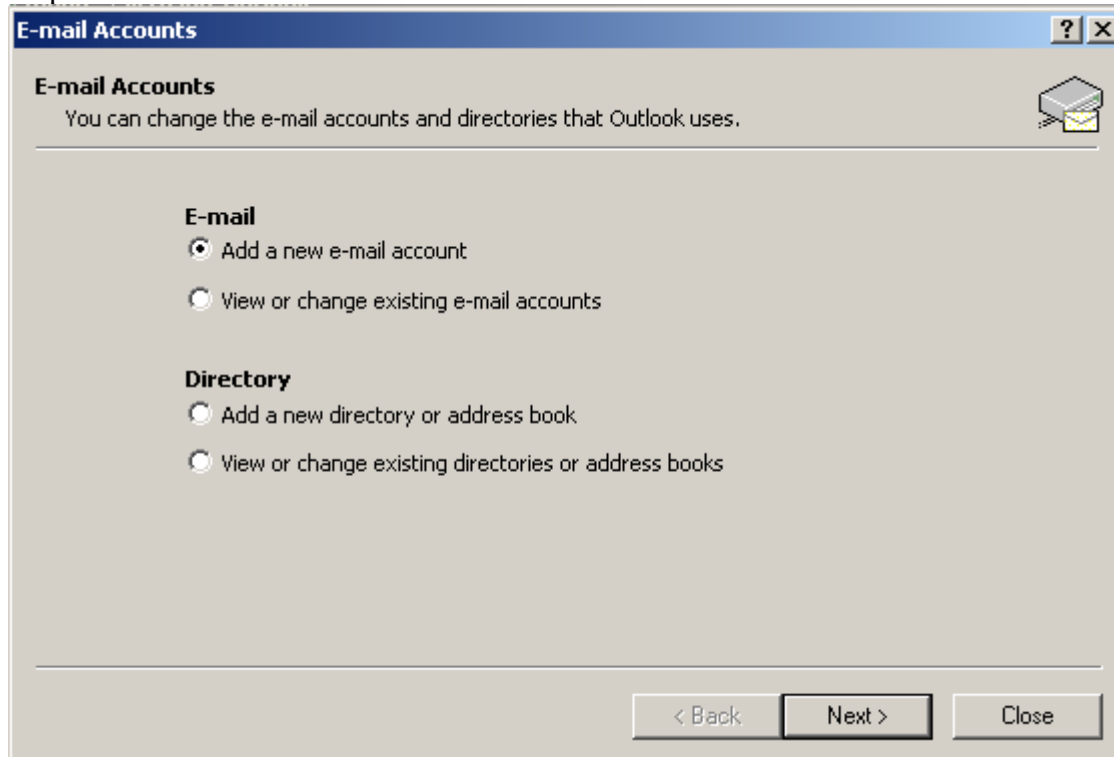 E-mail Accounts
E-mail Accounts
You can change the e-mail accounts and directories that Outlook uses.
E-mail
Add a new e-mail account
View or change existing e-mail accounts
Directory
Add a new directory or address book
View or change existing directories or address books
< Back
Next >
Close